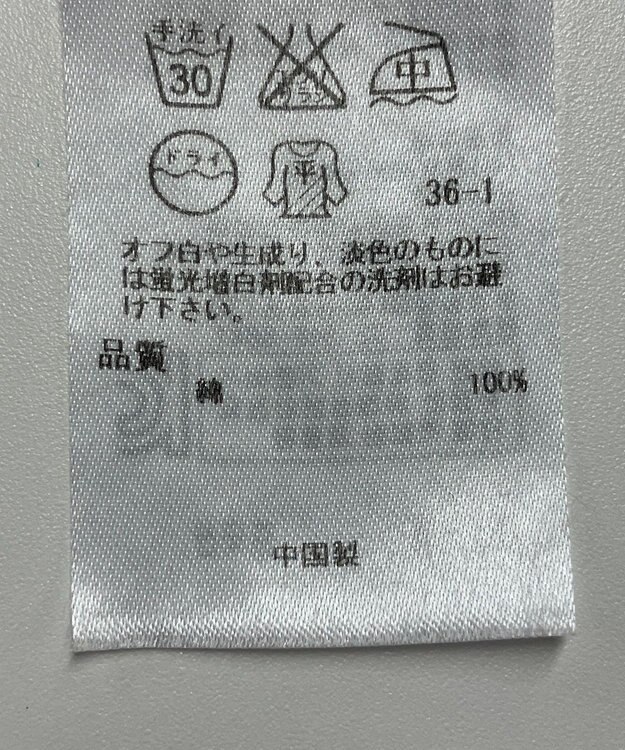 手洗イ
30
中
ドライ
平
36-1
オフ白や生成り、淡色のものに
は蛍光増白剤配合の洗剤はお避
け下さい。
品質
綿 100%
中国製